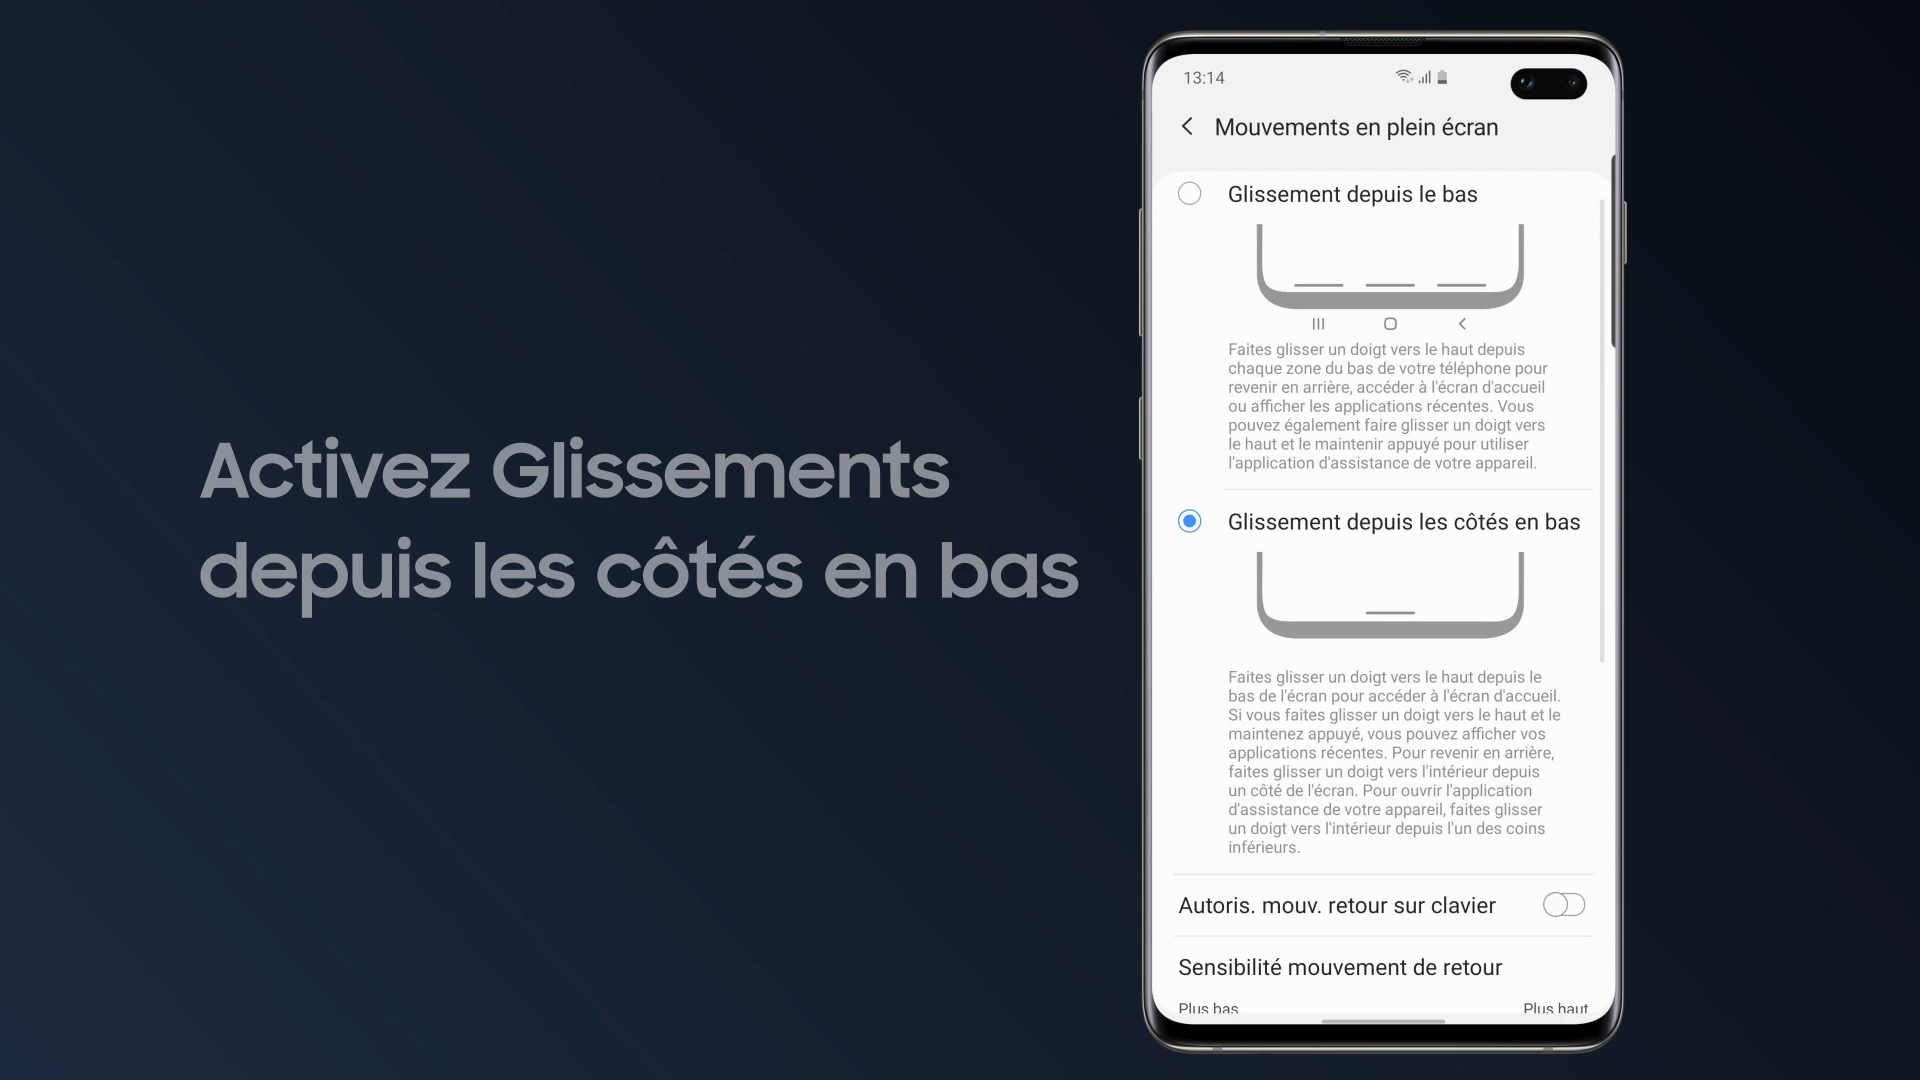 Activez Glissements
depuis les côtés en bas
13:14
Mouvements en plein écran
Glissement depuis le bas
Faites glisser un doigt vers le haut depuis
chaque zone du bas de votre téléphone pour
revenir en arrière, accéder à l'écran d'accueil
ou afficher les applications récentes. Vous
pouvez également faire glisser un doigt vers
le haut et le maintenir appuyé pour utiliser
l'application d'assistance de votre appareil.
Glissement depuis les côtés en bas
Faites glisser un doigt vers le haut depuis le
bas de l'écran pour accéder à l'écran d'accueil.
Si vous faites glisser un doigt vers le haut et le
maintenez appuyé, vous pouvez afficher vos
applications récentes. Pour revenir en arrière,
faites glisser un doigt vers l'intérieur depuis
un côté de l'écran. Pour ouvrir l'application
d'assistance de votre appareil, faites glisser
un doigt vers l'intérieur depuis l'un des coins
inférieurs.
Autoris. mouv. retour sur clavier
Sensibilité mouvement de retour
Plus bas Plus haut